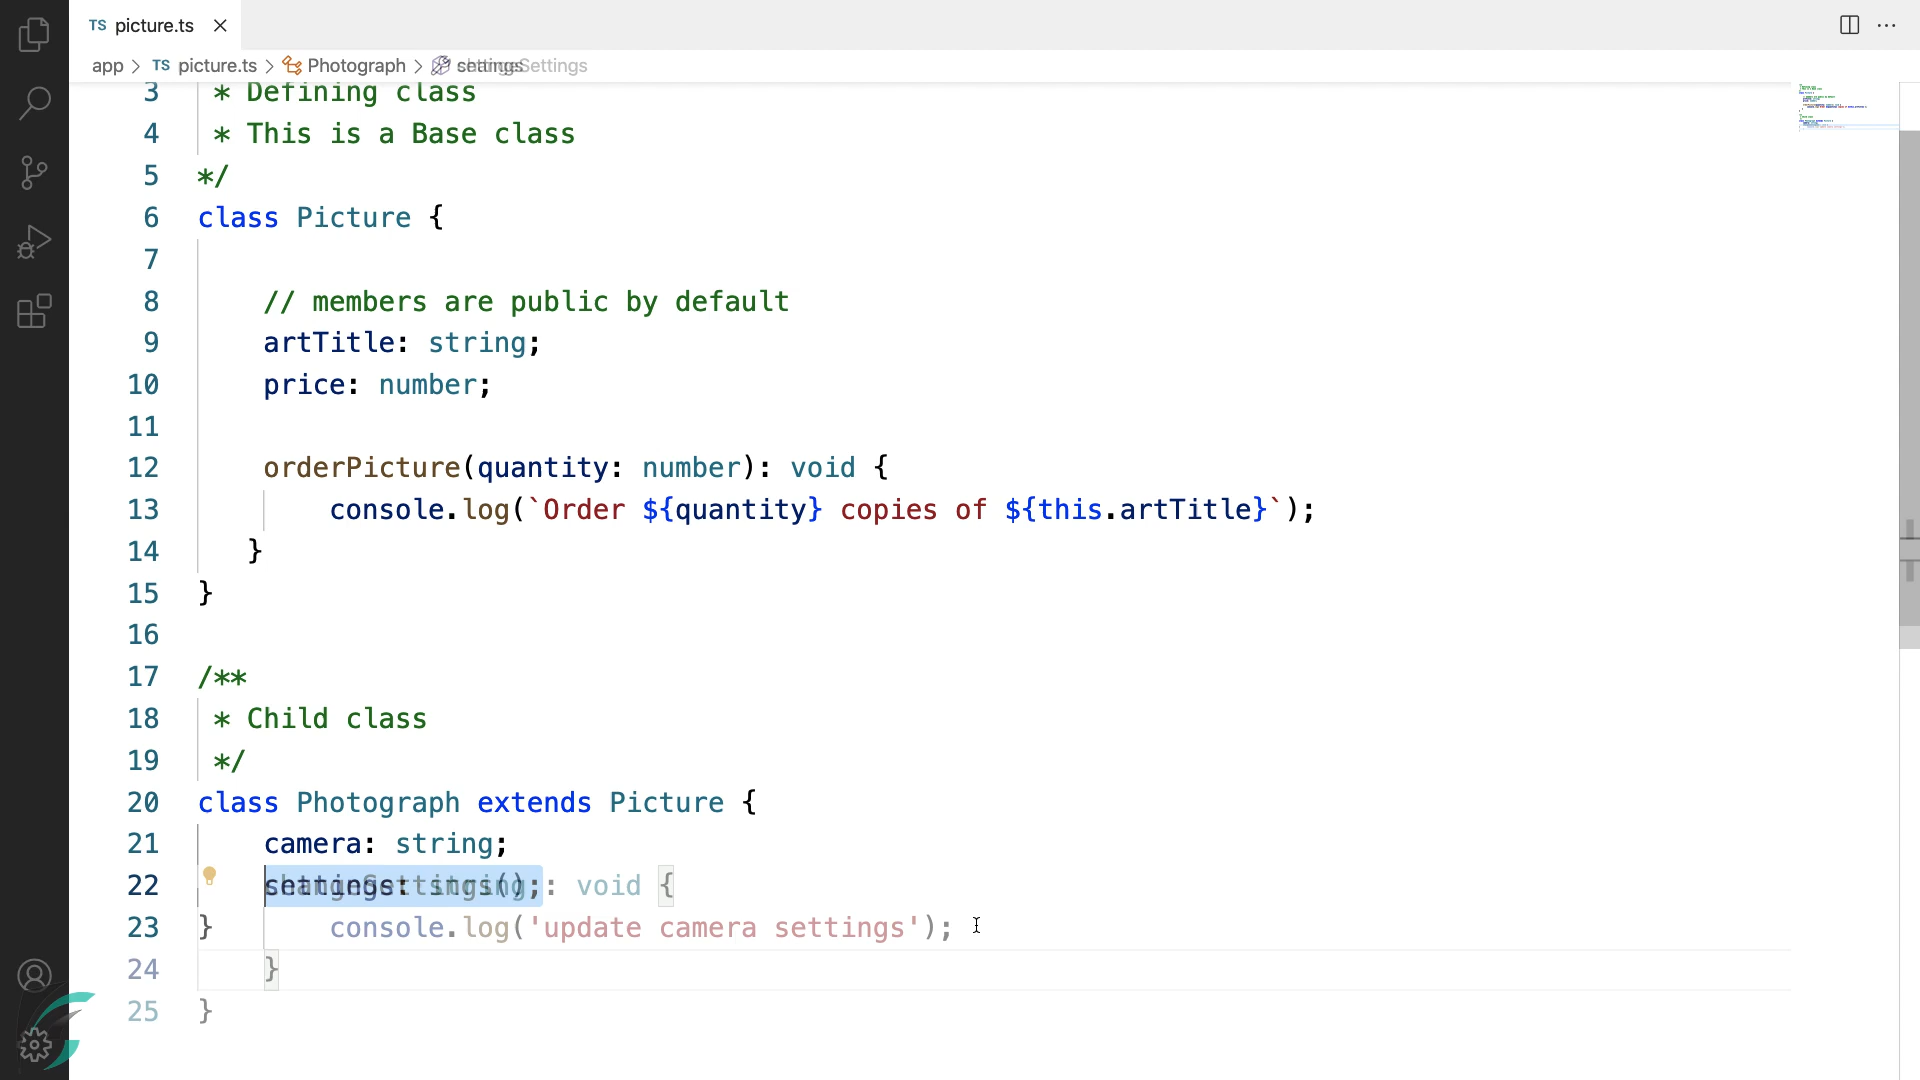 TS picture.ts
app > TS picture.ts > Photograph >
3 * Defining class
4 * This is a Base class
5 */
6 class Picture {
7
8 // members are public by default
9 artTitle: string;
10 price: number;
11
12 orderPicture(quantity: number): void {
13 console.log(`Order ${quantity} copies of ${this.artTitle}`);
14 }
15 }
16
17 /**
18 * Child class
19 */
20 class Photograph extends Picture {
21 camera: string;
22 : void {
23 } console.log('update camera settings');
24 }
25 }